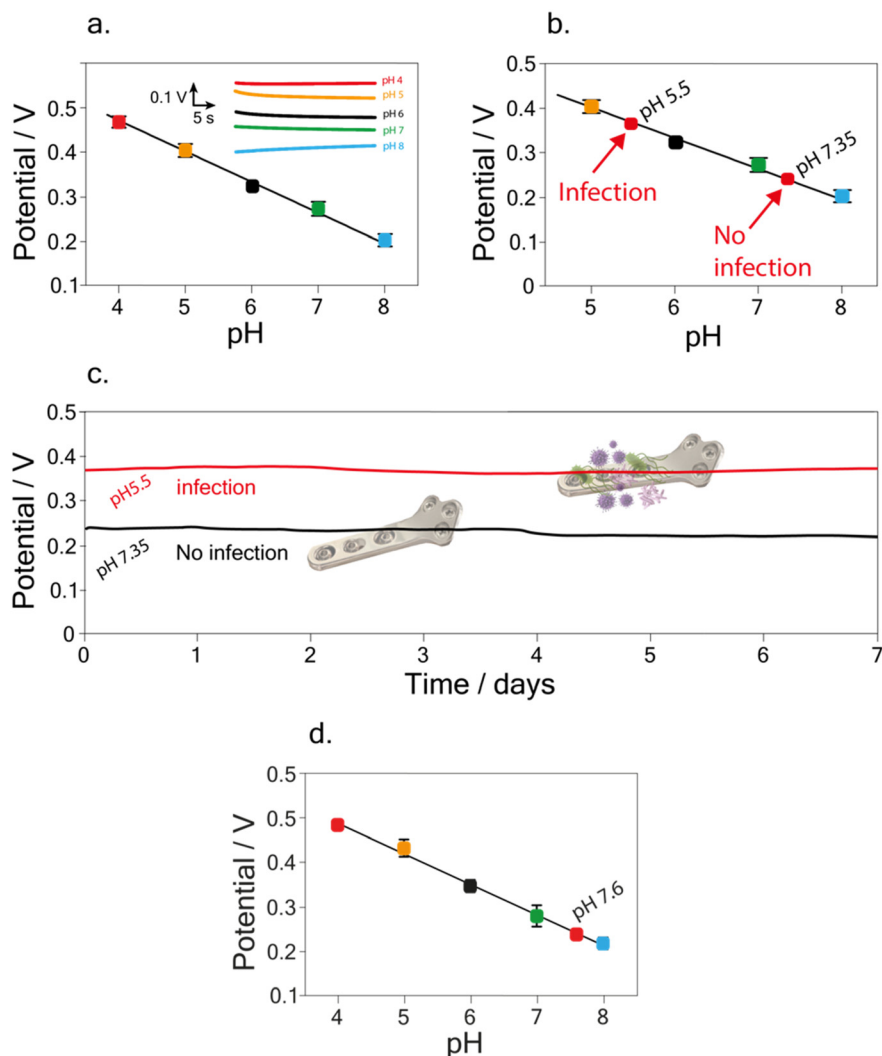 a.
Potential / V
0.5
0.4
0.3
0.2
0.1
4 5 6 7 8
pH
0.1 V
5 s
pH 4
pH 5
pH 6
pH 7
pH 8
b.
Potential / V
0.5
0.4
0.3
0.2
0.1
0
5 6 7 8
pH
pH 5.5
pH 7.35
Infection
No
infection
c.
Potential / V
0.5
0.4
0.3
0.2
0.1
0
pH5.5
infection
pH 7.35
No infection
0 1 2 3 4 5 6 7
Time / days
d.
Potential / V
0.5
0.5
0.4
0.3
0.2
0.1
pH 7.6
4 5 6 7 8
pH